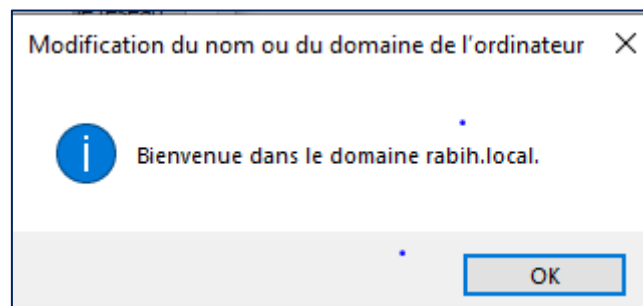 Modification du nom ou du domaine de l'ordinateur
Bienvenue dans le domaine rabih.local.
OK